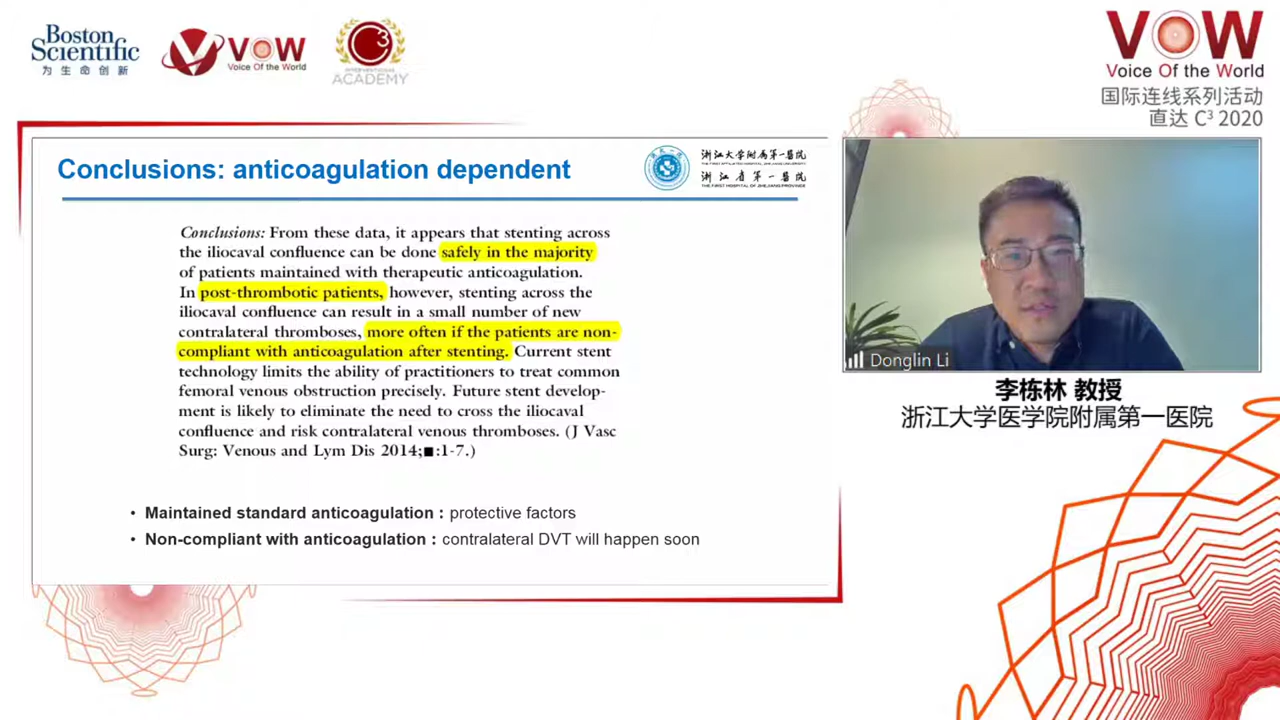 Boston
Scientific
为生命创新
VOW
Voice Of the World
C3
INTERVENTIONAL
ACADEMY
VOW
Voice Of the World
国际连线系列活动
直达 C3 2020
Conclusions: anticoagulation dependent
浙江大学附属第一医院
THE FIRST AFFILIATED HOSPITAL, ZHEJIANG UNIVERSITY
浙江省第一医院
THE FIRST HOSPITAL OF ZHEJIANG PROVINCE
Conclusions: From these data, it appears that stenting across
the iliocaval confluence can be done safely in the majority
of patients maintained with therapeutic anticoagulation.
In post-thrombotic patients, however, stenting across the
iliocaval confluence can result in a small number of new
contralateral thromboses, more often if the patients are non-
compliant with anticoagulation after stenting. Current stent
technology limits the ability of practitioners to treat common
femoral venous obstruction precisely. Future stent develop-
ment is likely to eliminate the need to cross the iliocaval
confluence and risk contralateral venous thromboses. (J Vasc
Surg: Venous and Lym Dis 2014;■:1-7.)
• Maintained standard anticoagulation：protective factors
• Non-compliant with anticoagulation：contralateral DVT will happen soon
Donglin Li
李栋林 教授
浙江大学医学院附属第一医院